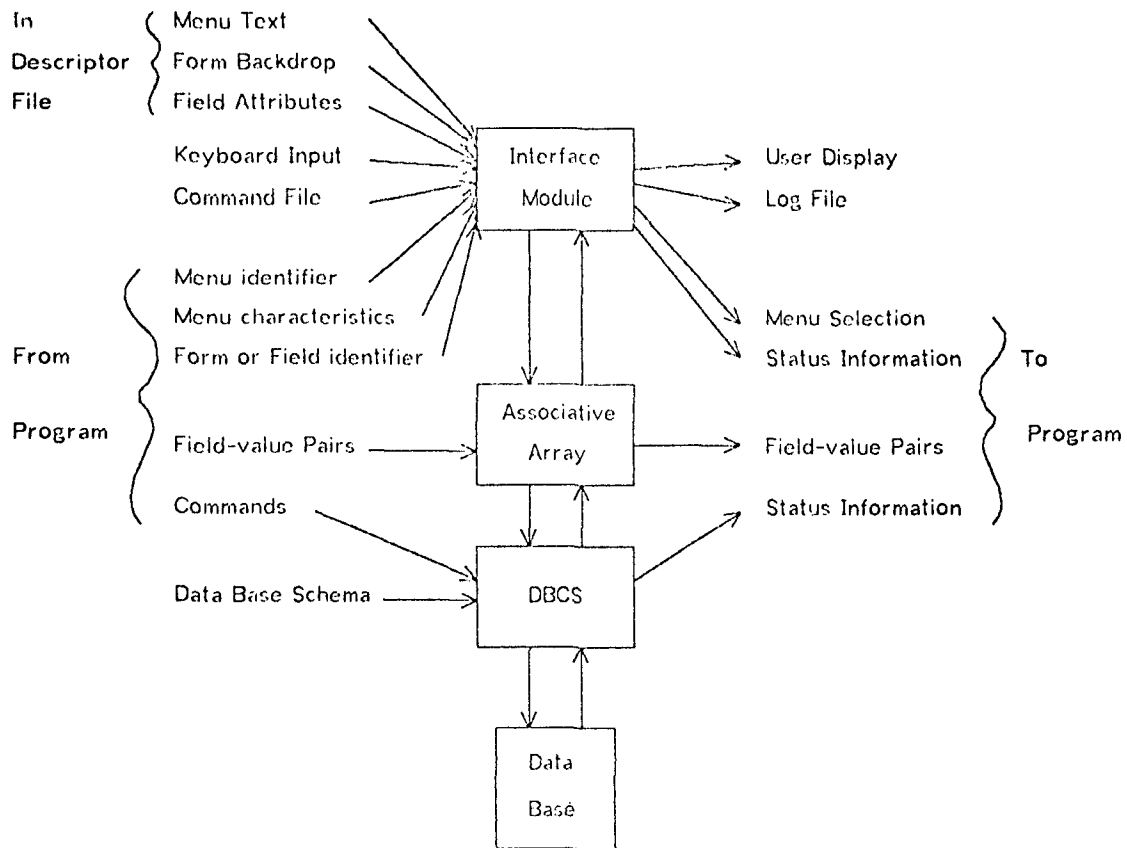 In
Descriptor
File
Menu Text
Form Backdrop
Field Attributes
Keyboard Input
Command File
Interface
Module
User Display
Log File
From
Program
Menu identifier
Menu characteristics
Form or Field identifier
Menu Selection
Status Information
To
Program
Associative
Array
Field-value Pairs
Field-value Pairs
Commands
Status Information
Data Base Schema
DBCS
Data
Base